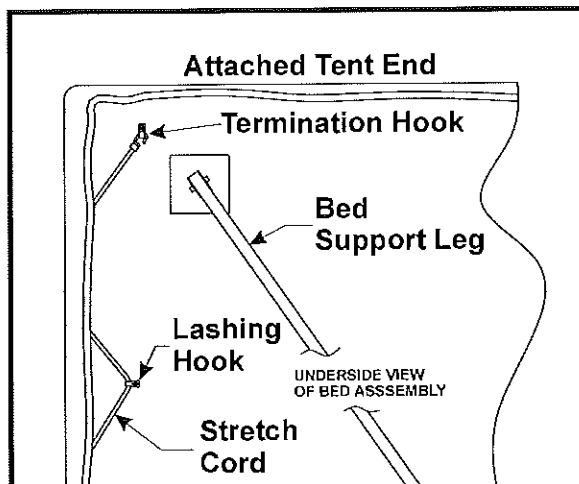 Attached Tent End
Termination Hook
Bed
Support Leg
Lashing
Hook
UNDERSIDE VIEW
OF BED ASSSEMBLY
Stretch
Cord